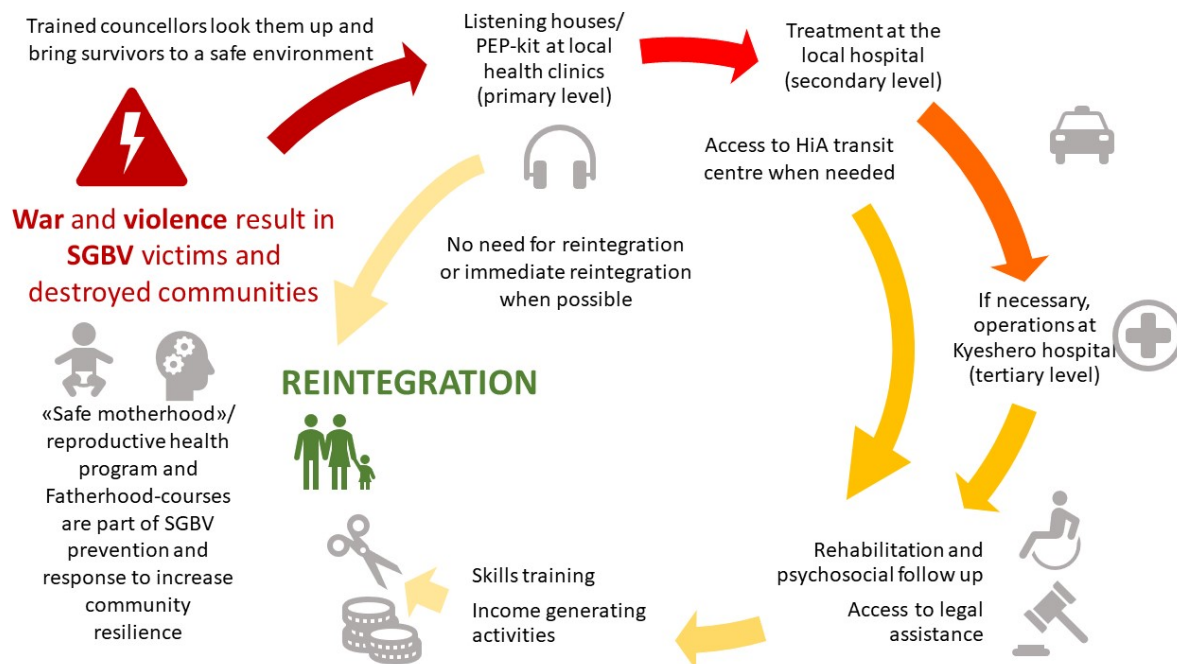 Trained councellors look them up and
bring survivors to a safe environment
Listening houses/
PEP-kit at local
health clinics
(primary level)
Treatment at the
local hospital
(secondary level)
Access to HiA transit
centre when needed
War and violence result in
SGBV victims and
destroyed communities
No need for reintegration
or immediate reintegration
when possible
If necessary,
operations at
Kyeshero hospital
(tertiary level)
REINTEGRATION
«Safe motherhood»/
reproductive health
program and
Fatherhood-courses
are part of SGBV
prevention and
response to increase
community
resilience
Rehabilitation and
psychosocial follow up
Access to legal
assistance
Skills training
Income generating
activities